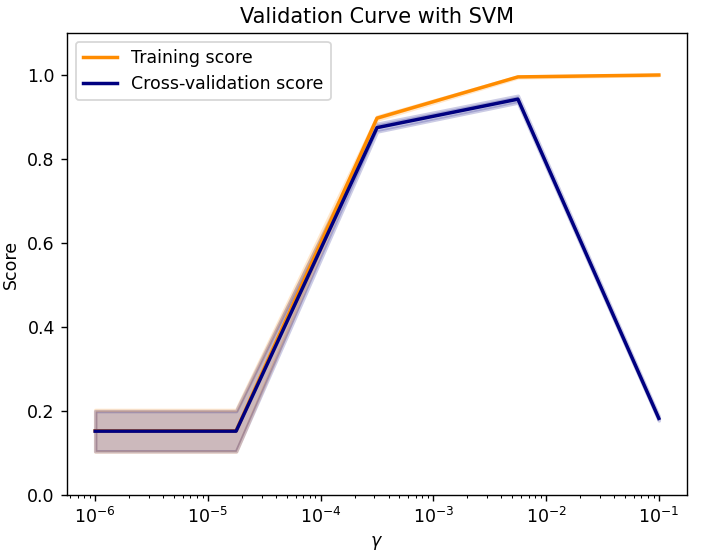 Validation Curve with SVM
Training score
Cross-validation score
Score
1.0
0.8
0.6
0.4
0.2
0.0
10⁻⁶ 10⁻⁵ 10⁻⁴ 10⁻³ 10⁻² 10⁻¹
γ